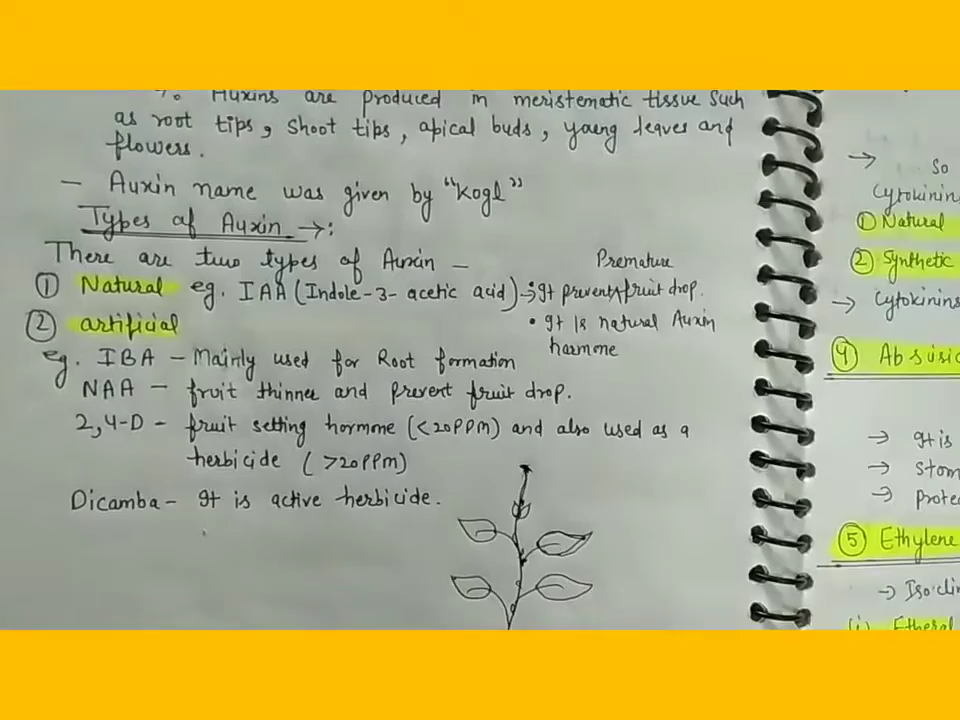 Auxins are produced in meristematic tissue such
as root tips, shoot tips, apical buds, young leaves and
flowers.
— Auxin name was given by "Kogl"
Types of Auxin →:
There are two types of Auxin —
① Natural eg. IAA (Indole-3-acetic acid) → It prevent premature fruit drop.
• It is natural Auxin
hormone
② artificial
eg. IBA — Mainly used for Root formation
NAA — fruit thinner and prevent fruit drop.
2,4-D - fruit setting hormone (<20PPM) and also used as a
herbicide (>20PPM)
Dicamba - It is active herbicide.
→ So
Cytokinin
① Natural
② Synthetic
→ Cytokinins
④ Abssisi
→ It is
→ Stom
→ Prote
⑤ Ethylene
→
(i) Etheral